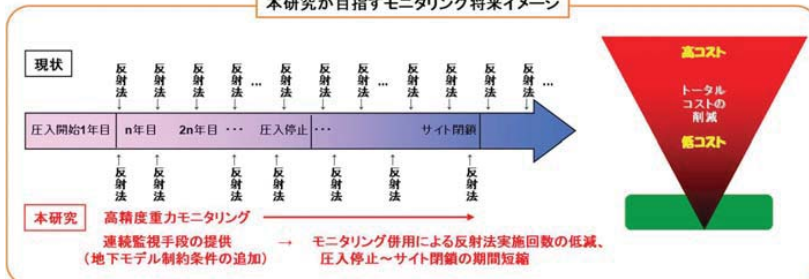 本研究が目指すモニタリング将来イメージ
現状
反射法 反射法 反射法 反射法 … 反射法 反射法 反射法 … 反射法 反射法 反射法 …
↓ ↓ ↓ ↓ ↓ ↓ ↓ ↓ ↓ ↓
圧入開始1年目 n年目 2n年目 ・・・ 圧入停止 ・・・ サイト閉鎖
↑ ↑ ↑ ↑ ↑ ↑ ↑
反射法 反射法 反射法 反射法 反射法 反射法 反射法
本研究 高精度重力モニタリング
連続監視手段の提供 → モニタリング併用による反射法実施回数の低減、
(地下モデル制約条件の追加) 圧入停止～サイト閉鎖の期間短縮
高コスト
トータル
コストの
削減
低コスト